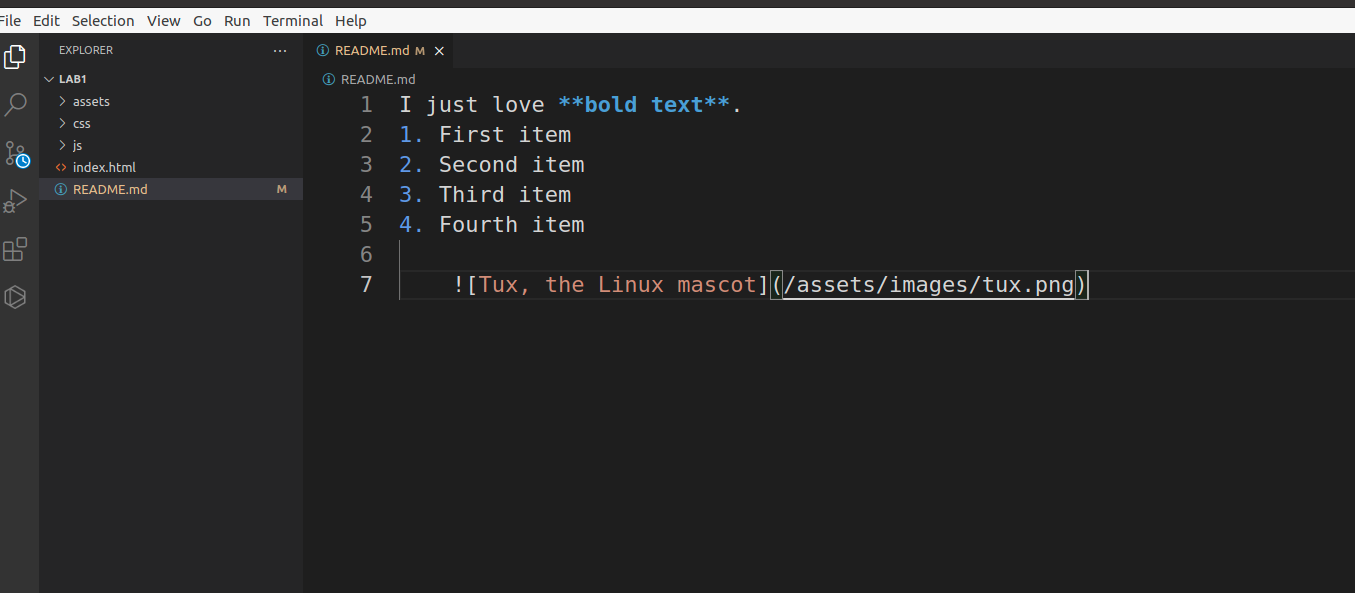 File Edit Selection View Go Run Terminal Help
EXPLORER ···
LAB1
assets
css
js
index.html
README.md M
README.md M
README.md
1 I just love **bold text**.
2 1. First item
3 2. Second item
4 3. Third item
5 4. Fourth item
6
7 ![Tux, the Linux mascot](/assets/images/tux.png)